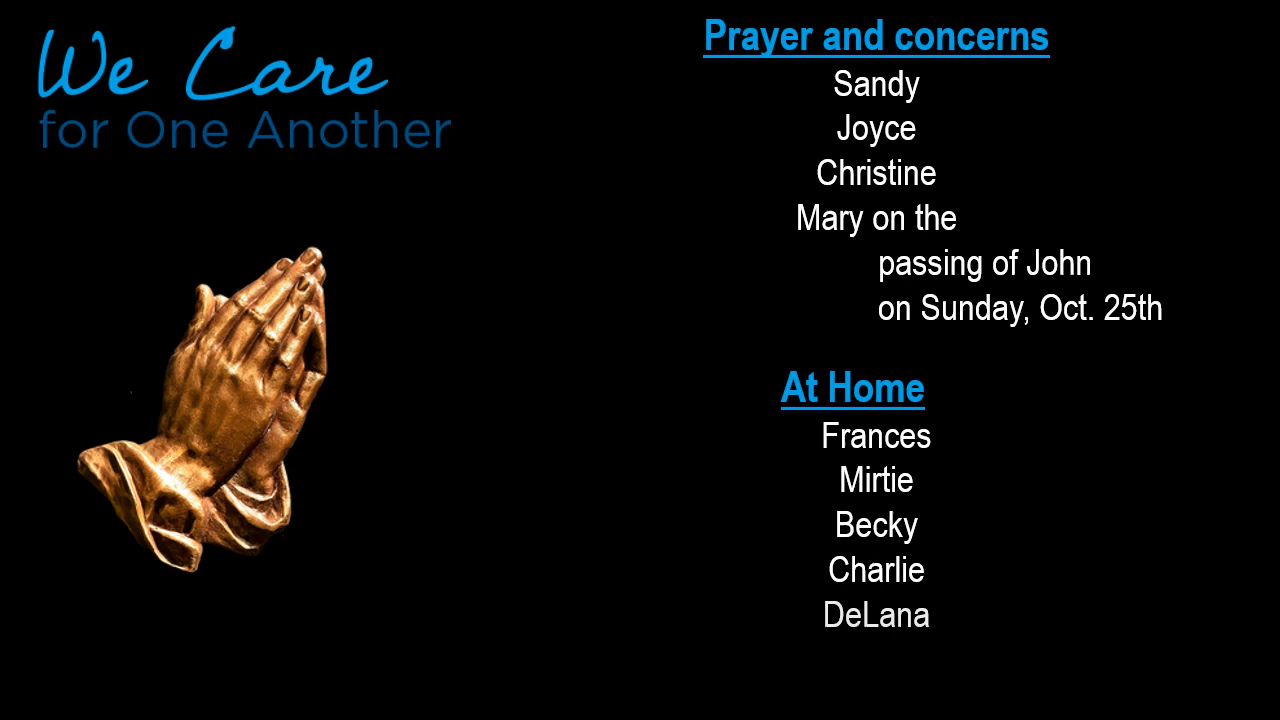 We Care
for One Another
Prayer and concerns
Sandy
Joyce
Christine
Mary on the
passing of John
on Sunday, Oct. 25th
At Home
Frances
Mirtie
Becky
Charlie
DeLana